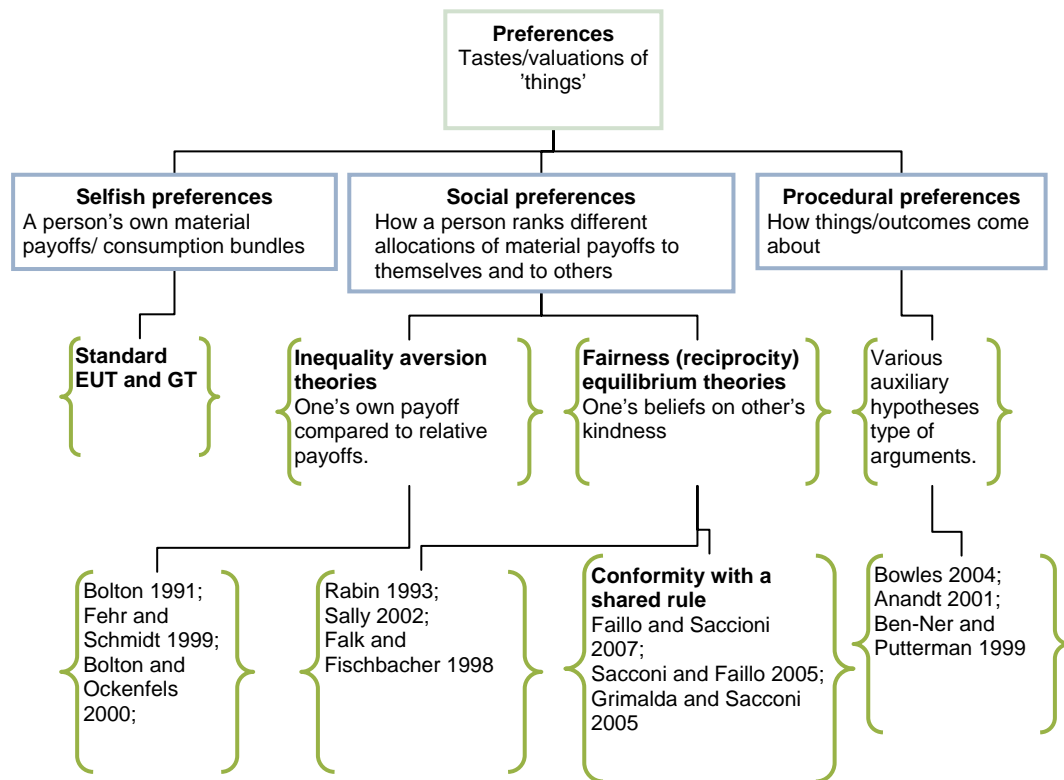 Preferences
Tastes/valuations of
’things’
Selfish preferences
A person’s own material
payoffs/ consumption bundles
Social preferences
How a person ranks different
allocations of material payoffs to
themselves and to others
Procedural preferences
How things/outcomes come
about
Standard
EUT and GT
Inequality aversion
theories
One’s own payoff
compared to relative
payoffs.
Fairness (reciprocity)
equilibrium theories
One’s beliefs on other’s
kindness
Various
auxiliary
hypotheses
type of
arguments.
Bolton 1991;
Fehr and
Schmidt 1999;
Bolton and
Ockenfels
2000;
Rabin 1993;
Sally 2002;
Falk and
Fischbacher 1998
Conformity with a
shared rule
Faillo and Saccioni
2007;
Sacconi and Faillo 2005;
Grimalda and Sacconi
2005
Bowles 2004;
Anandt 2001;
Ben-Ner and
Putterman 1999